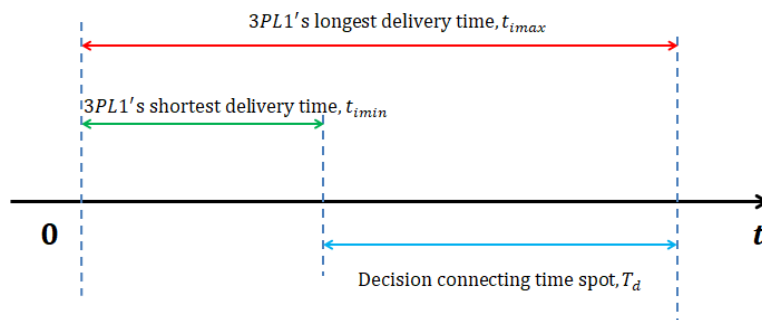 3PL1's longest delivery time, t_imax
3PL1's shortest delivery time, t_imin
0
t
Decision connecting time spot, T_d